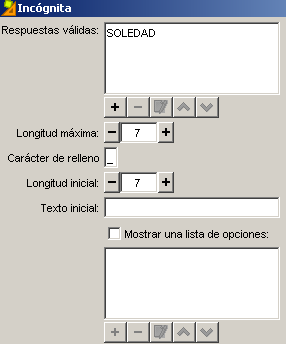 Incógnita
Respuestas válidas:
SOLEDAD
Longitud máxima: 7
Carácter de relleno _
Longitud inicial: 7
Texto inicial:
Mostrar una lista de opciones: